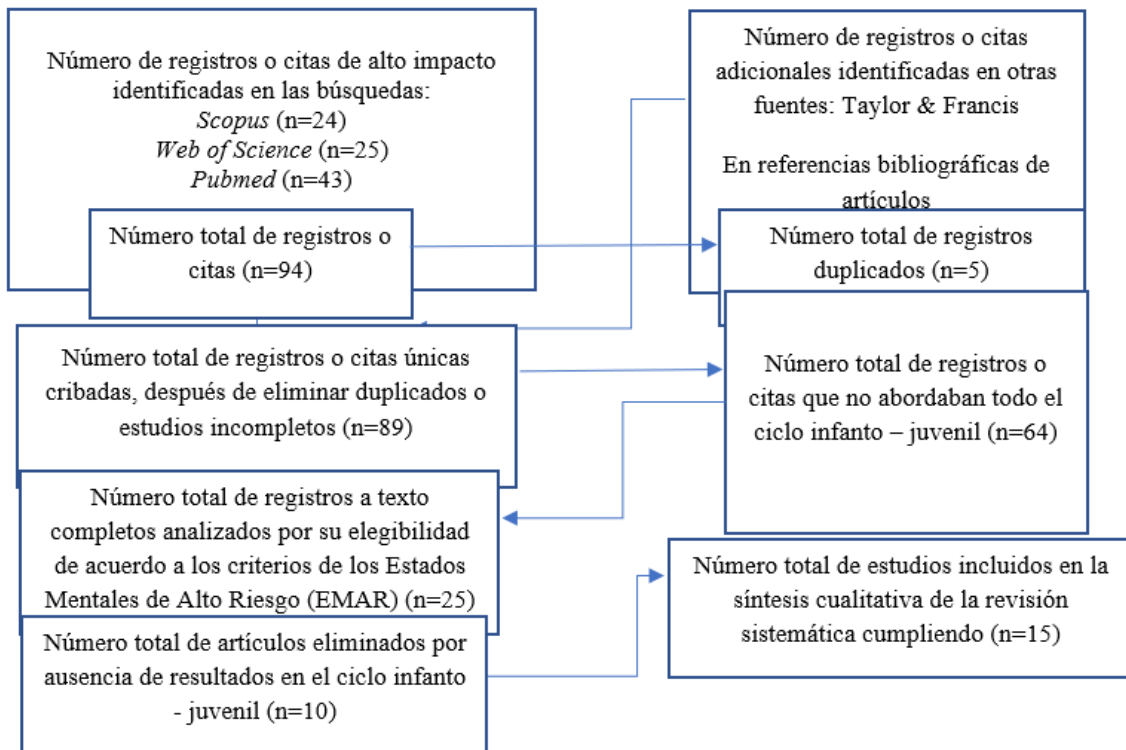 Número de registros o citas de alto impacto
identificadas en las búsquedas:
Scopus (n=24)
Web of Science (n=25)
Pubmed (n=43)
Número de registros o citas
adicionales identificadas en otras
fuentes: Taylor & Francis
En referencias bibliográficas de
artículos
Número total de registros o
citas (n=94)
Número total de registros
duplicados (n=5)
Número total de registros o citas únicas
cribadas, después de eliminar duplicados o
estudios incompletos (n=89)
Número total de registros o
citas que no abordaban todo el
ciclo infanto – juvenil (n=64)
Número total de registros a texto
completos analizados por su elegibilidad
de acuerdo a los criterios de los Estados
Mentales de Alto Riesgo (EMAR) (n=25)
Número total de estudios incluidos en la
síntesis cualitativa de la revisión
sistemática cumpliendo (n=15)
Número total de artículos eliminados por
ausencia de resultados en el ciclo infanto
- juvenil (n=10)